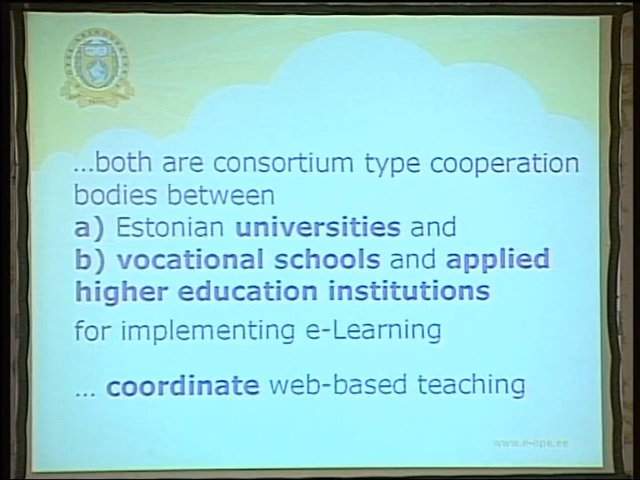 ...both are consortium type cooperation
bodies between
a) Estonian universities and
b) vocational schools and applied
higher education institutions
for implementing e-Learning
... coordinate web-based teaching
www.e-ope.ee